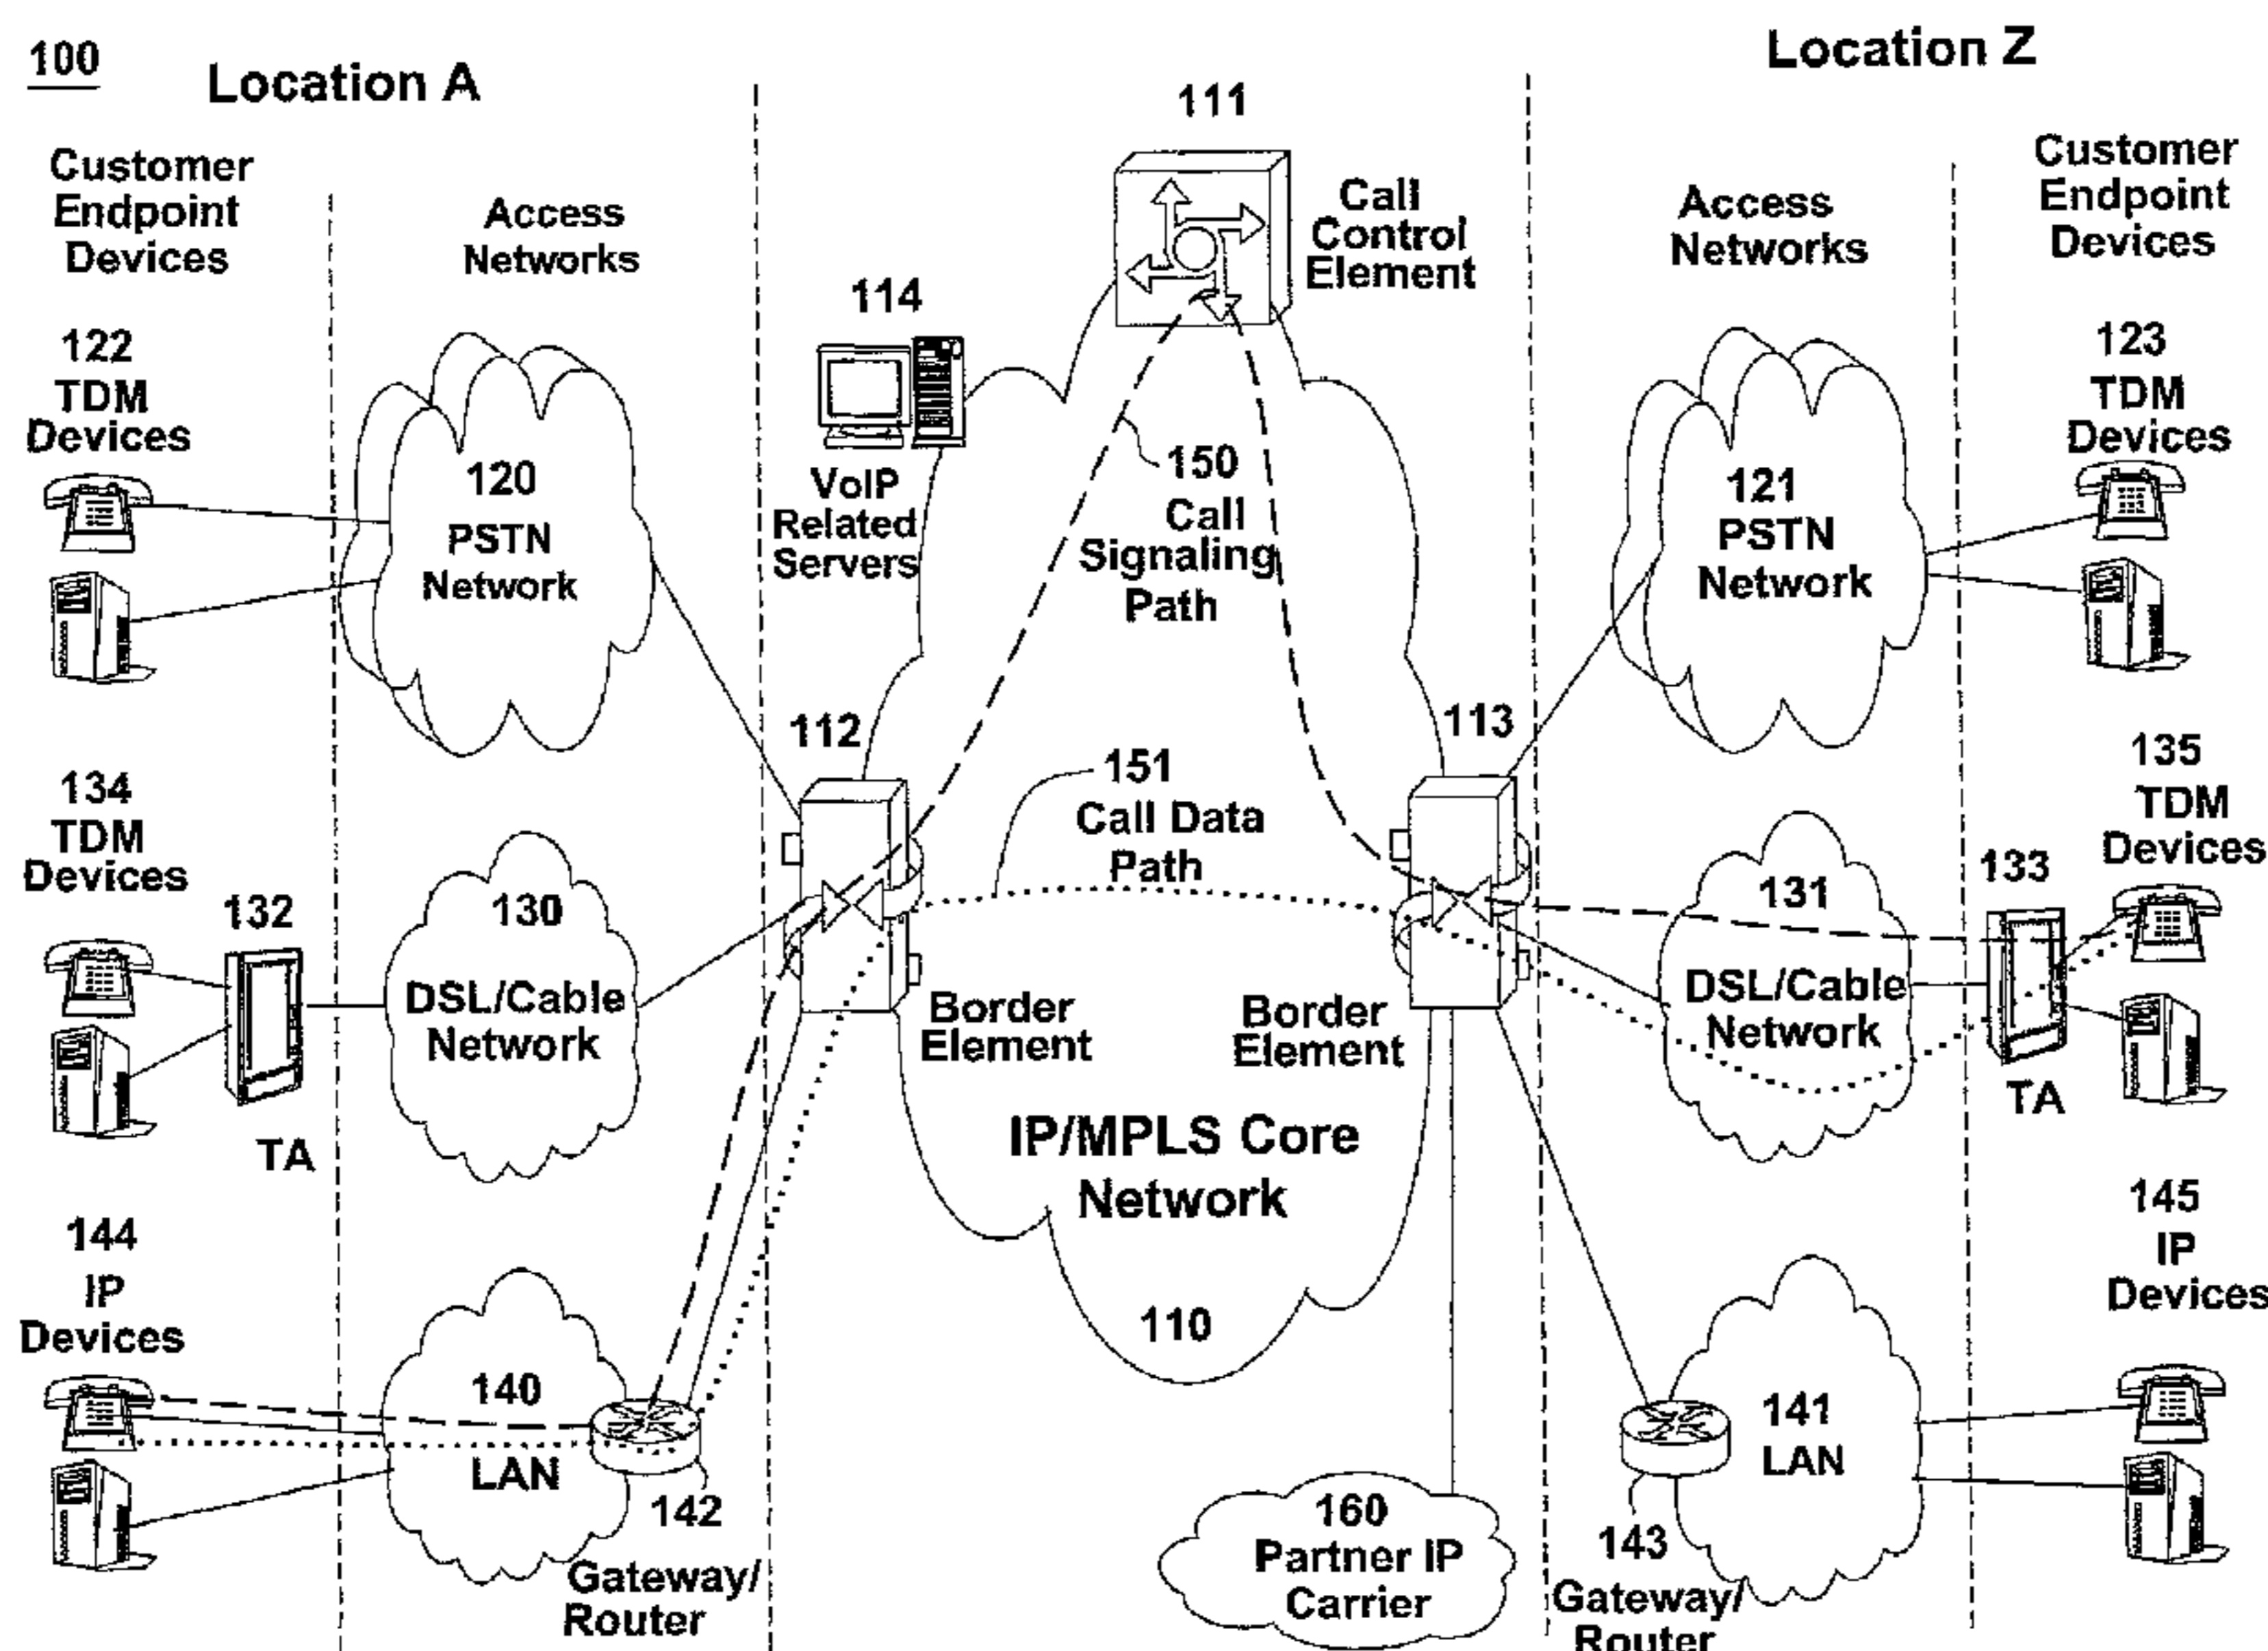 100
Location A
Location Z
111
Customer
Endpoint
Devices
Access
Networks
Call
Control
Element
Access
Networks
Customer
Endpoint
Devices
114
VoIP
Related
Servers
122
TDM
Devices
120
PSTN
Network
150
Call
Signaling
Path
121
PSTN
Network
123
TDM
Devices
112
113
151
Call Data
Path
134
TDM
Devices
132
TA
130
DSL/Cable
Network
Border
Element
Border
Element
131
DSL/Cable
Network
133
TA
135
TDM
Devices
IP/MPLS Core
Network
110
144
IP
Devices
140
LAN
142
Gateway/
Router
160
Partner IP
Carrier
143
Gateway/
Router
141
LAN
145
IP
Devices